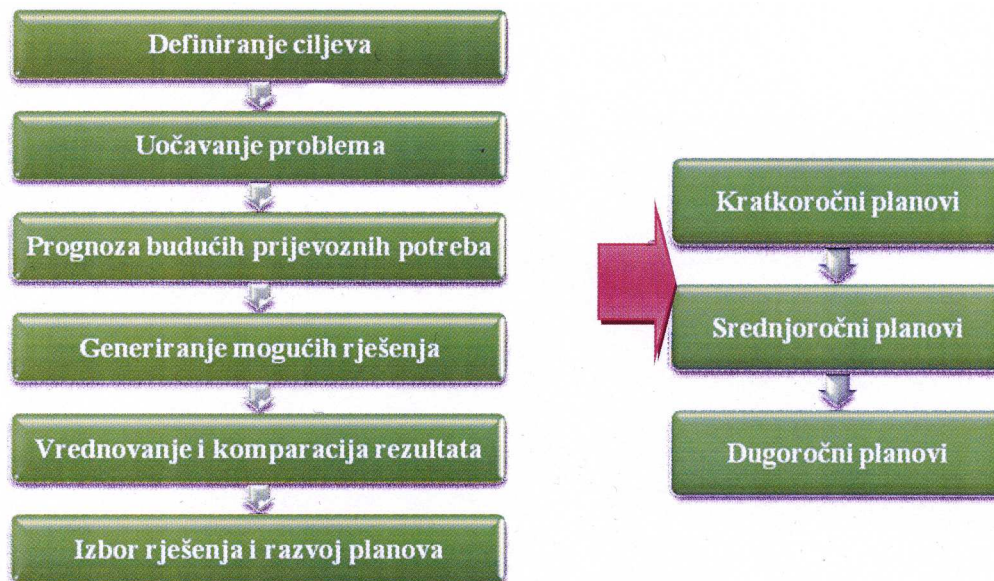 Definiranje ciljeva
Uočavanje problema
Prognoza budućih prijevoznih potreba
Generiranje mogućih rješenja
Vrednovanje i komparacija rezultata
Izbor rješenja i razvoj planova
Kratkoročni planovi
Srednjoročni planovi
Dugoročni planovi